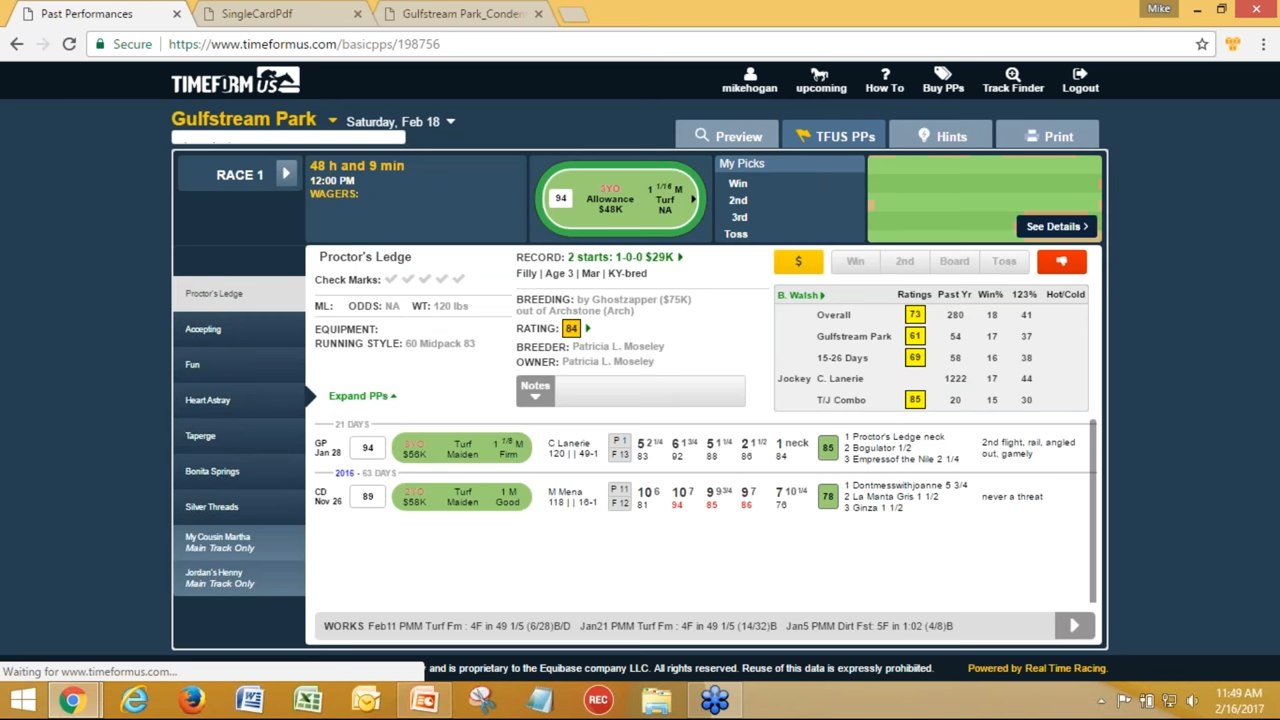 Past Performances
SingleCardPdf
Gulfstream Park_Conden
Mike
Secure
https://www.timeformus.com/basicpps/198756
TIMEFORM US
mikehogan
upcoming
How To
Buy PPs
Track Finder
Logout
Gulfstream Park
Saturday, Feb 18
Preview
TFUS PPs
Hints
Print
RACE 1
48 h and 9 min
12:00 PM
WAGERS:
94
3YO
Allowance
$48K
1 1/16 M
Turf
NA
My Picks
Win
2nd
3rd
Toss
See Details >
Proctor's Ledge
Accepting
Fun
Heart Astray
Taperge
Bonita Springs
Silver Threads
My Cousin Martha
Main Track Only
Jordan's Henny
Main Track Only
Proctor's Ledge
Check Marks:
ML: ODDS: NA WT: 120 lbs
EQUIPMENT:
RUNNING STYLE: 60 Midpack 83
Expand PPs
RECORD: 2 starts: 1-0-0 $29K
Filly | Age 3 | Mar | KY-bred
BREEDING: by Ghostzapper ($75K)
out of Archstone (Arch)
RATING: 84
BREEDER: Patricia L. Moseley
OWNER: Patricia L. Moseley
Notes
$
Win
2nd
Board
Toss
B. Walsh Ratings Past Yr Win% 123% Hot/Cold
Overall 73 280 18 41
Gulfstream Park 61 54 17 37
15-26 Days 69 58 16 38
Jockey C. Lanerie 1222 17 44
T/J Combo 85 20 15 30
21 DAYS
GP
Jan 28
94
3YO
$56K
Turf
Maiden
1 1/8 M
Firm
C Lanerie
120 || 49-1
P 1
F 13
5 2 1/4 6 1 3/4 5 1 1/4 2 1 1/2 1 neck
83 92 88 86 84
85
1 Proctor's Ledge neck
2 Bogulator 1/2
3 Empressof the Nile 2 1/4
2nd flight, rail, angled
out, gamely
2016 - 63 DAYS
CD
Nov 26
89
2YO
$58K
Turf
Maiden
1 M
Good
M Mena
118 || 16-1
P 11
F 12
10 6 10 7 9 9 3/4 9 7 7 10 1/4
81 94 85 86 76
78
1 Dontmesswithjoanne 5 3/4
2 La Manta Gris 1 1/2
3 Ginza 1 1/2
never a threat
WORKS Feb11 PMM Turf Fm : 4F in 49 1/5 (6/28)B/D Jan21 PMM Turf Fm : 4F in 49 1/5 (14/32)B Jan5 PMM Dirt Fst: 5F in 1:02 (4/8)B
Waiting for www.timeformus.com...
and is proprietary to the Equibase company LLC. All rights reserved. Reuse of this data is expressly prohibited.
Powered by Real Time Racing.
REC
11:49 AM
2/16/2017